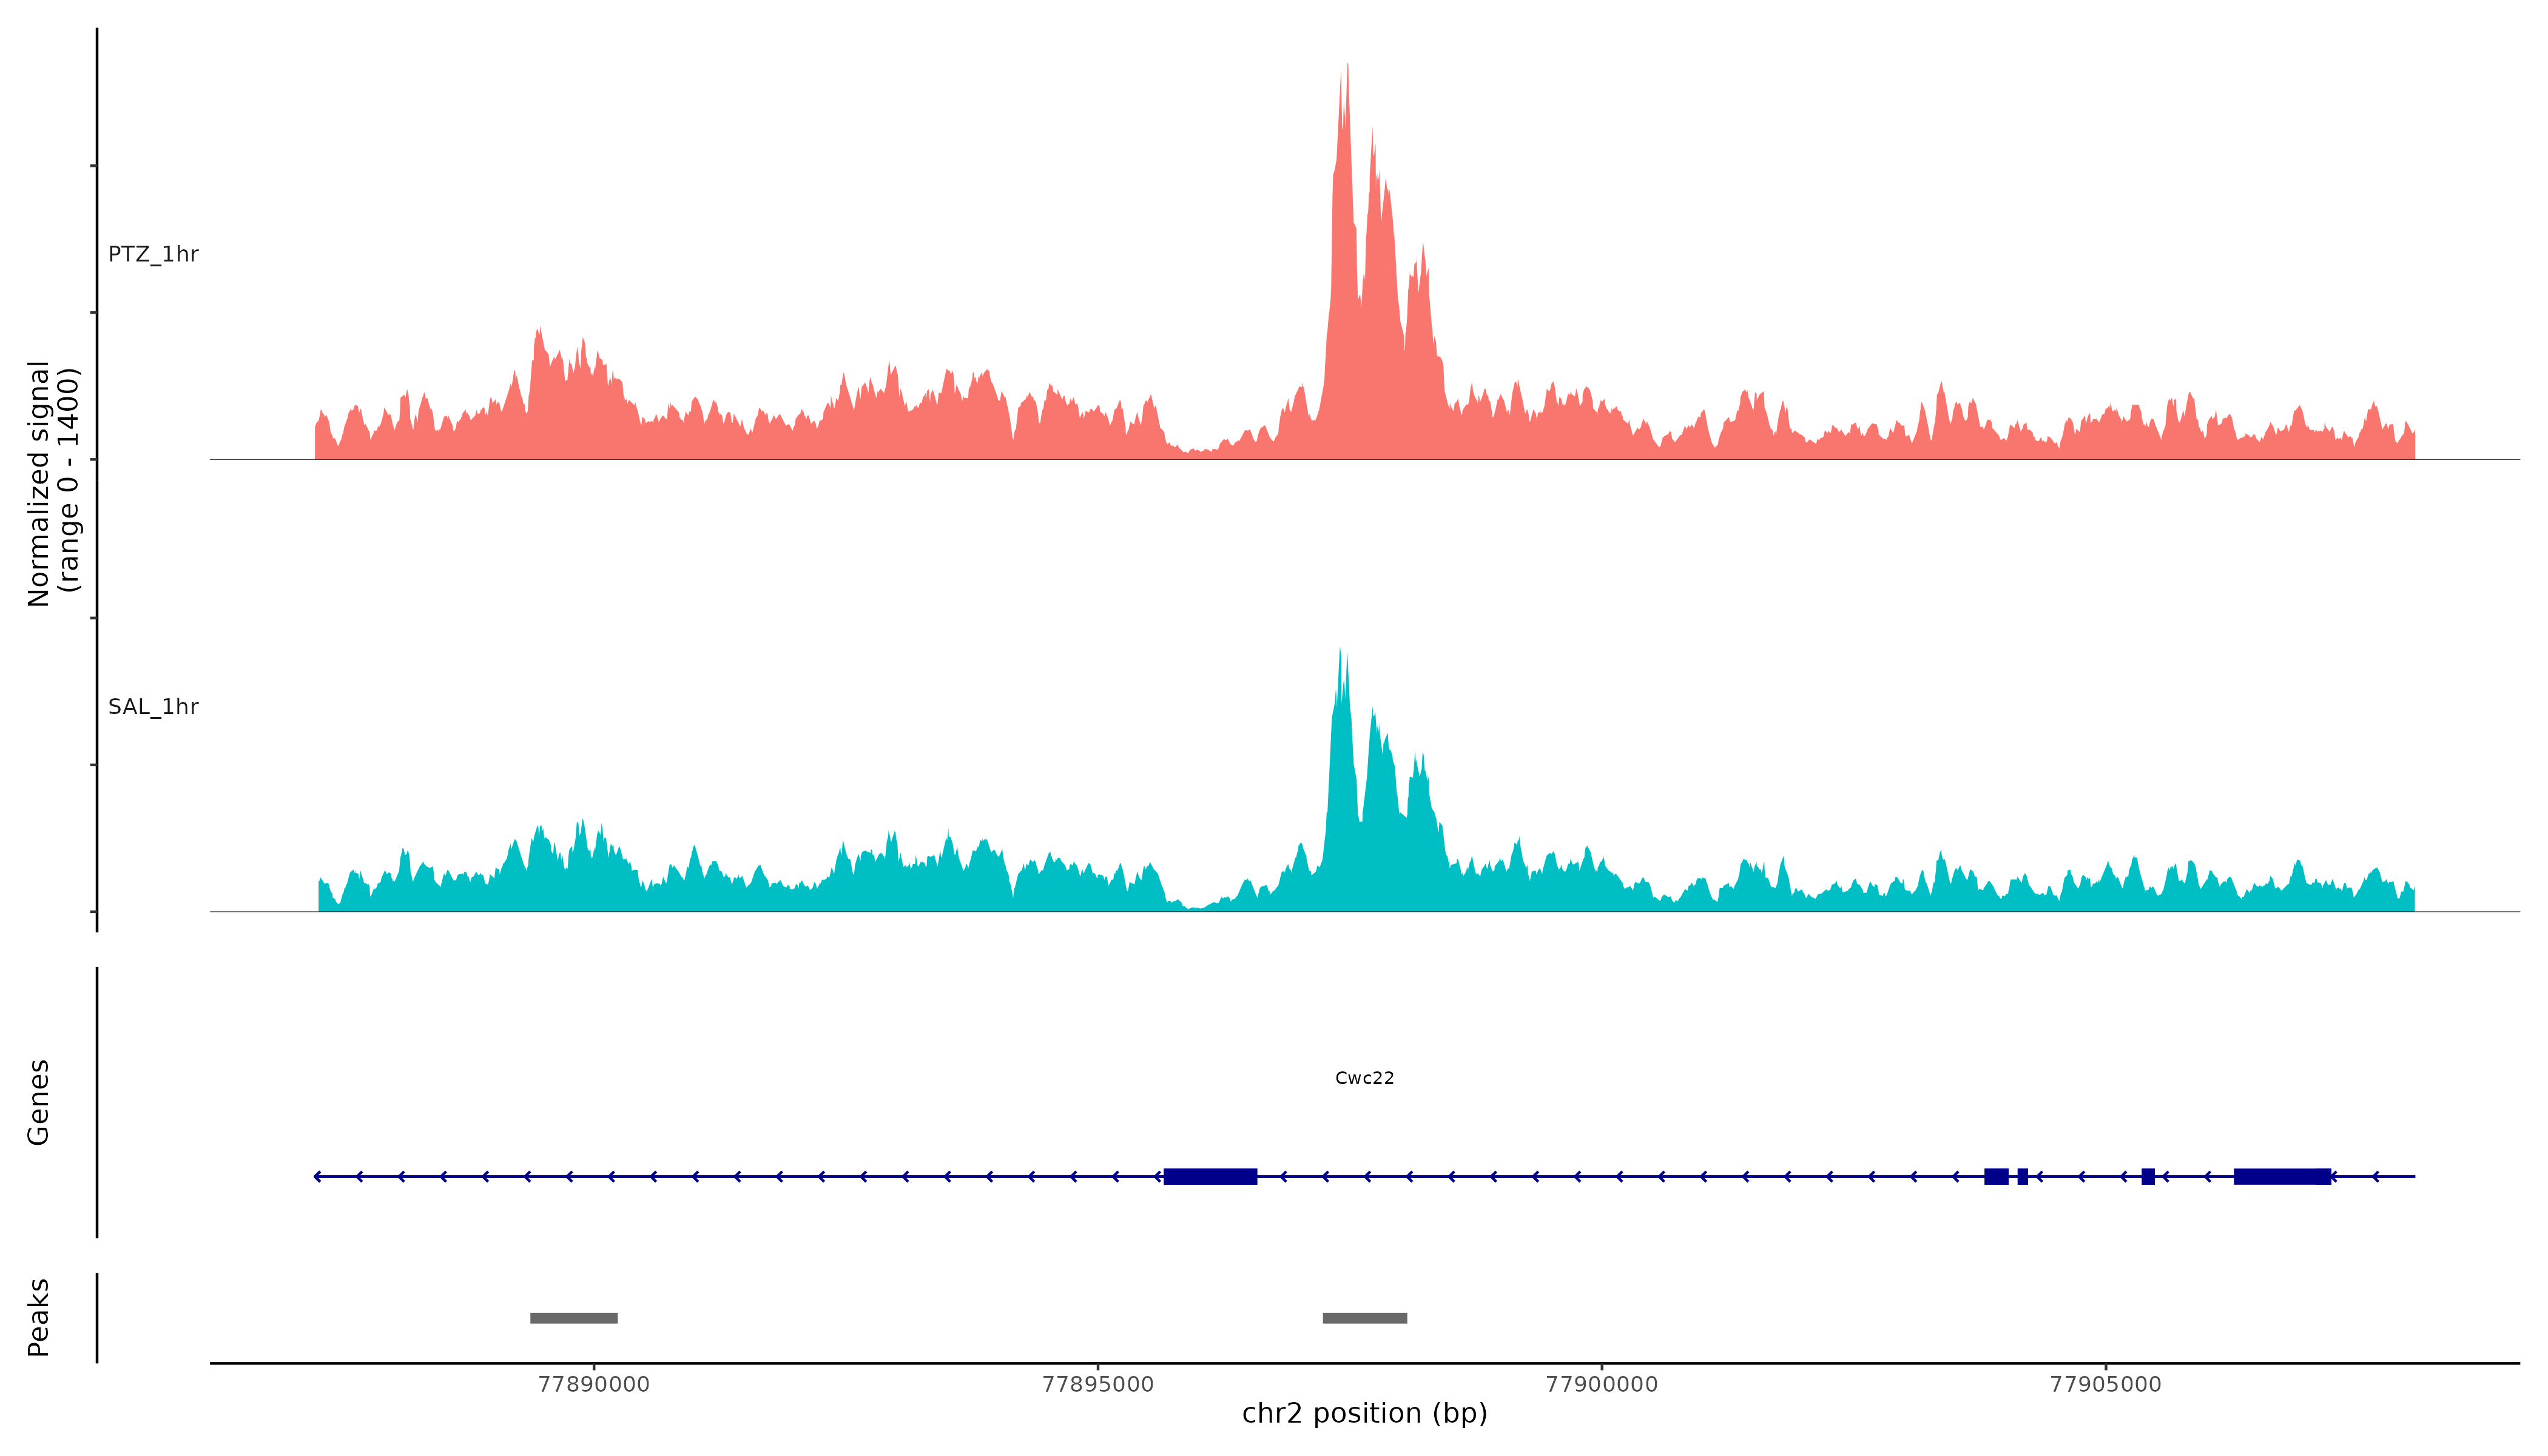 Normalized signal
(range 0 - 1400)
PTZ_1hr
SAL_1hr
Genes
Cwc22
Peaks
77890000
77895000
77900000
77905000
chr2 position (bp)